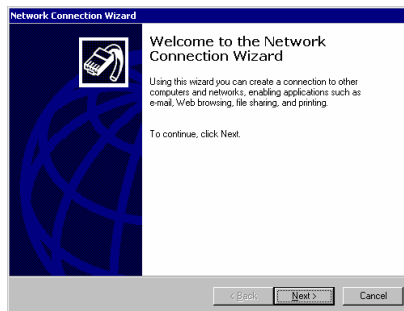 Network Connection Wizard
Welcome to the Network
Connection Wizard
Using this wizard you can create a connection to other
computers and networks, enabling applications such as
e-mail, Web browsing, file sharing, and printing.
To continue, click Next.
< Back
Next >
Cancel